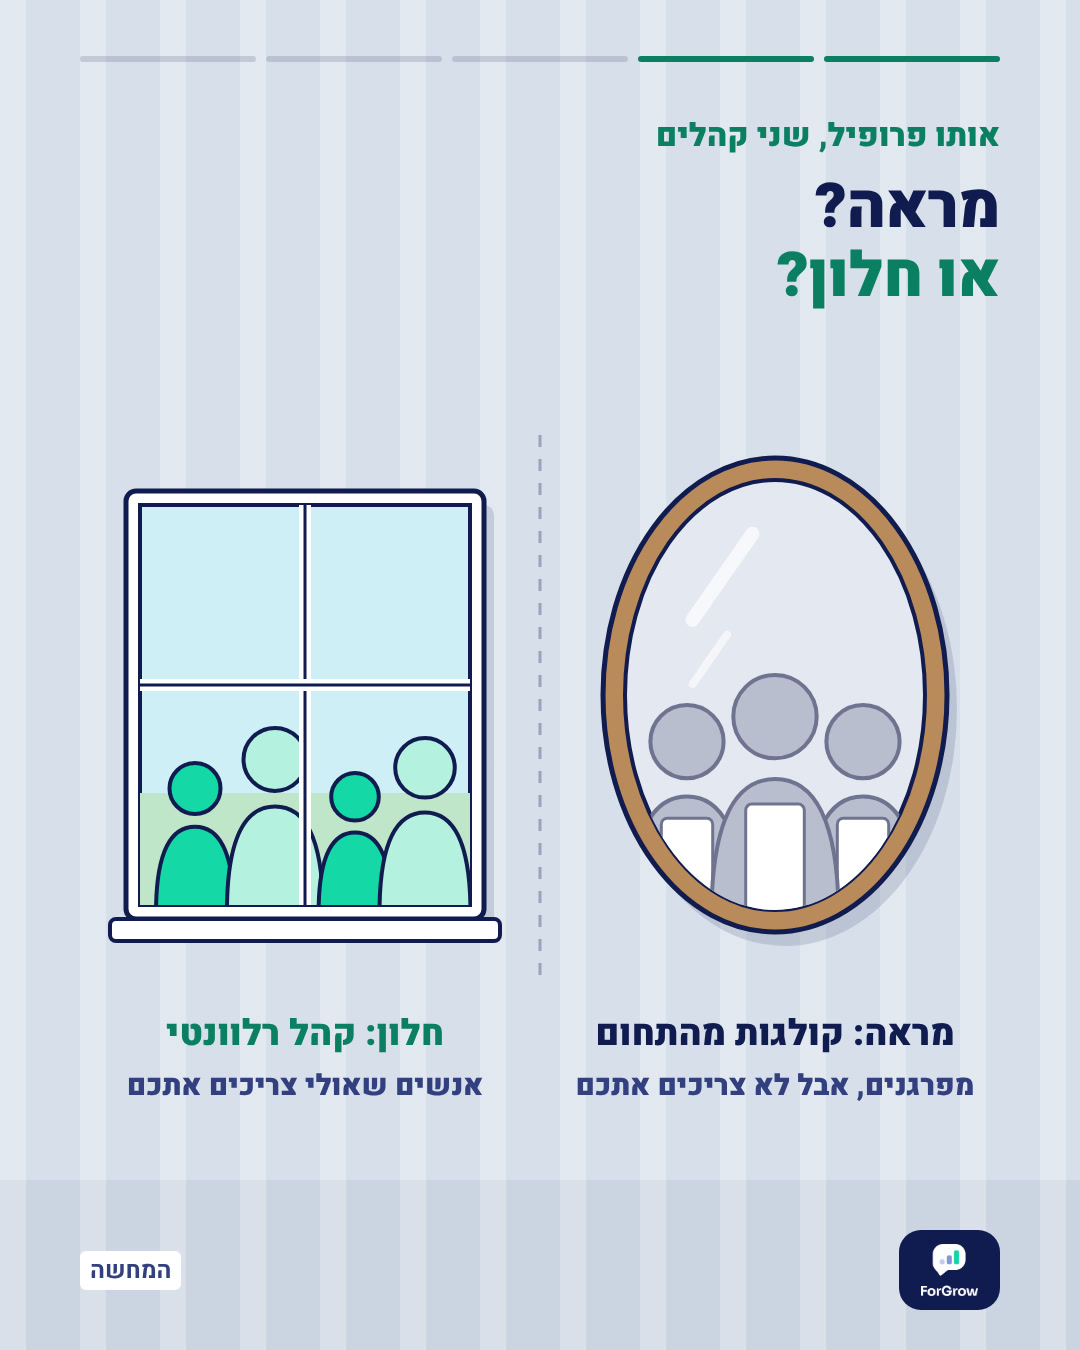 אותו פרופיל, שני קהלים
מראה?
או חלון?
מראה: קולגות מהתחום
מפרגנים, אבל לא צריכים אתכם
חלון: קהל רלוונטי
אנשים שאולי צריכים אתכם
ForGrow
המחשה